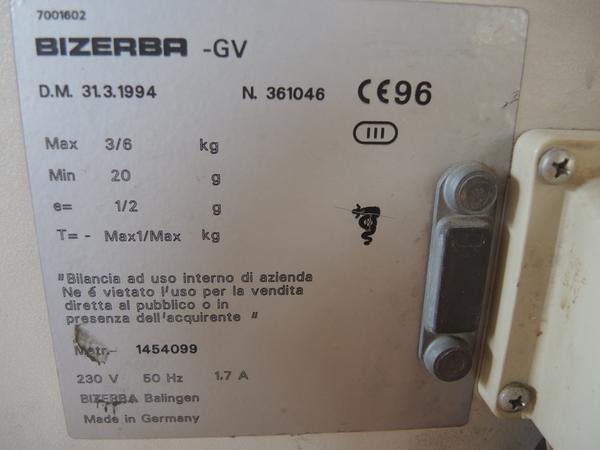 7001602
BIZERBA -GV
D.M. 31.3.1994 N. 361046 CE96
III
Max 3/6 kg
Min 20 g
e= 1/2 g
T= - Max1/Max kg
"Bilancia ad uso interno di azienda
Ne é vietato l'uso per la vendita
diretta al pubblico o in
presenza dell'acquirente "
Matr.- 1454099
230 V 50 Hz 1.7 A
BIZERBA Balingen
Made in Germany